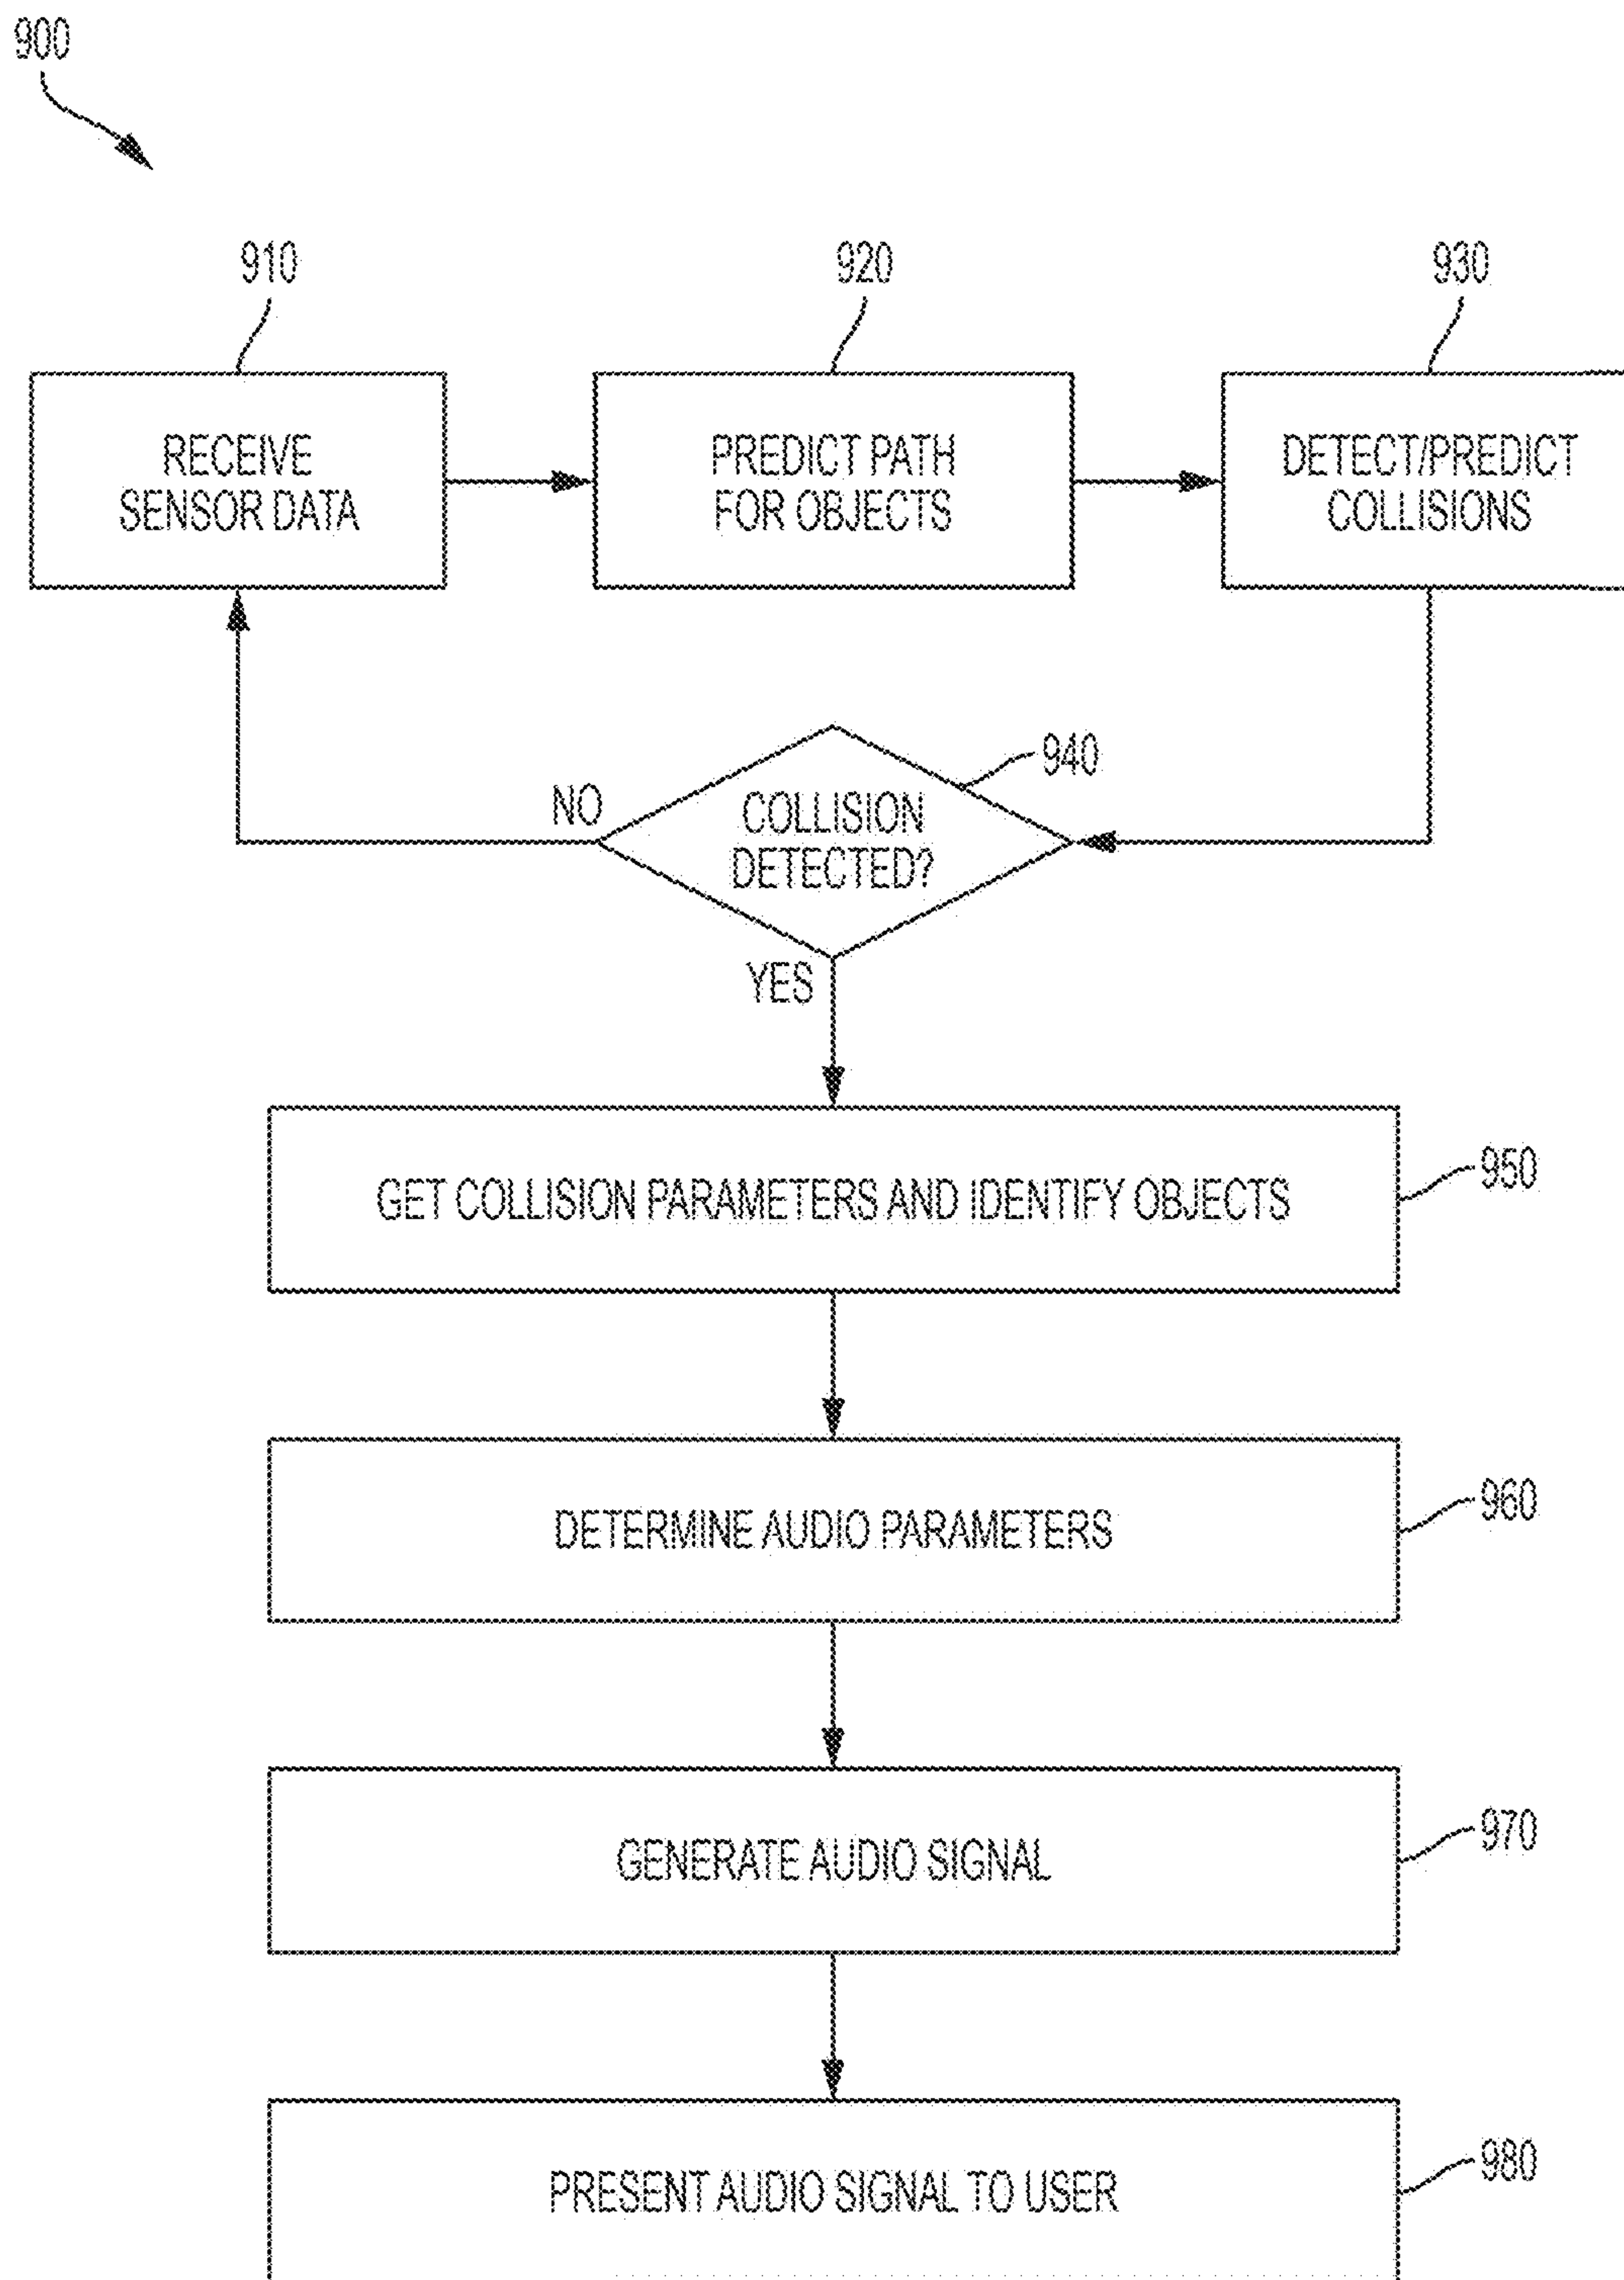 900
910
920
930
RECEIVE
SENSOR DATA
PREDICT PATH
FOR OBJECTS
DETECT/PREDICT
COLLISIONS
940
NO
COLLISION
DETECTED?
YES
GET COLLISION PARAMETERS AND IDENTIFY OBJECTS
950
DETERMINE AUDIO PARAMETERS
960
GENERATE AUDIO SIGNAL
970
PRESENT AUDIO SIGNAL TO USER
980